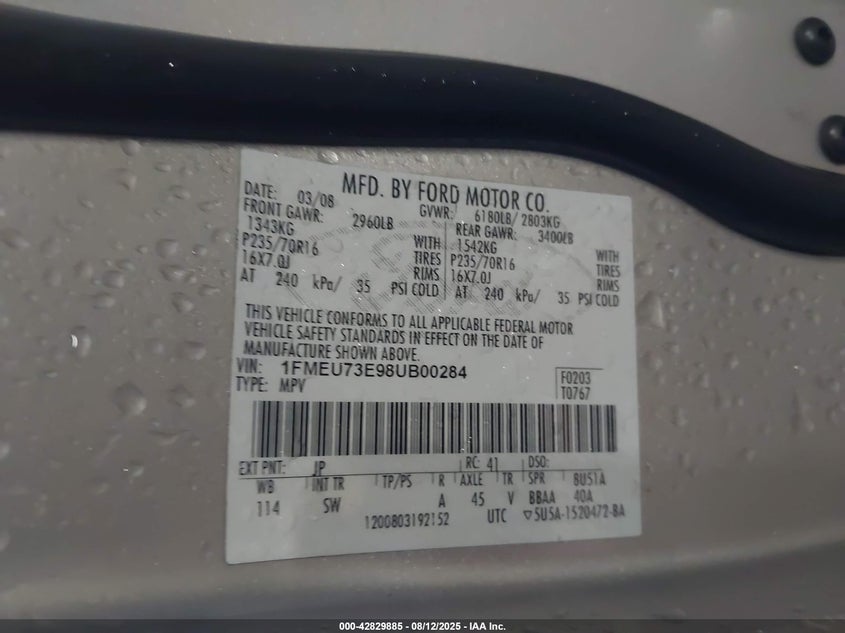 MFD. BY FORD MOTOR CO.
DATE: 03/08 GVWR: 6180LB/ 2803KG
FRONT GAWR: 2960LB REAR GAWR: 3400LB
1343KG WITH 1542KG WITH
P235/70R16 TIRES P235/70R16 TIRES
16X7.0J RIMS 16X7.0J RIMS
AT 240 kPa/ 35 PSI COLD AT 240 kPa/ 35 PSI COLD
THIS VEHICLE CONFORMS TO ALL APPLICABLE FEDERAL MOTOR
VEHICLE SAFETY STANDARDS IN EFFECT ON THE DATE OF
MANUFACTURE SHOWN ABOVE.
VIN: 1FMEU73E98UB00284 F0203
TYPE: MPV T0767
EXT PNT: JP RC: 41 DSO:
WB INT TR TP/PS R AXLE TR SPR BU51A
114 SW A 45 V BBAA 40A
1200803192152 UTC ▽5U5A-1520472-BA
000-42829885 - 08/12/2025 - IAA Inc.